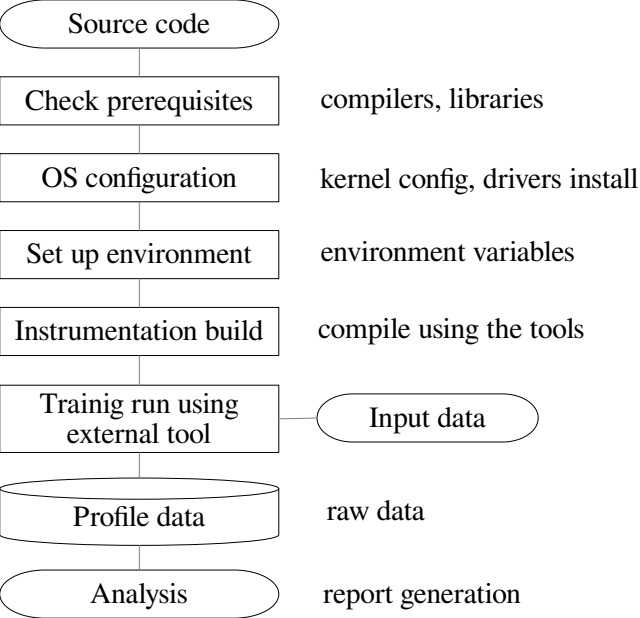 Source code
Check prerequisites
compilers, libraries
OS configuration
kernel config, drivers install
Set up environment
environment variables
Instrumentation build
compile using the tools
Trainig run using
external tool
Input data
Profile data
raw data
Analysis
report generation